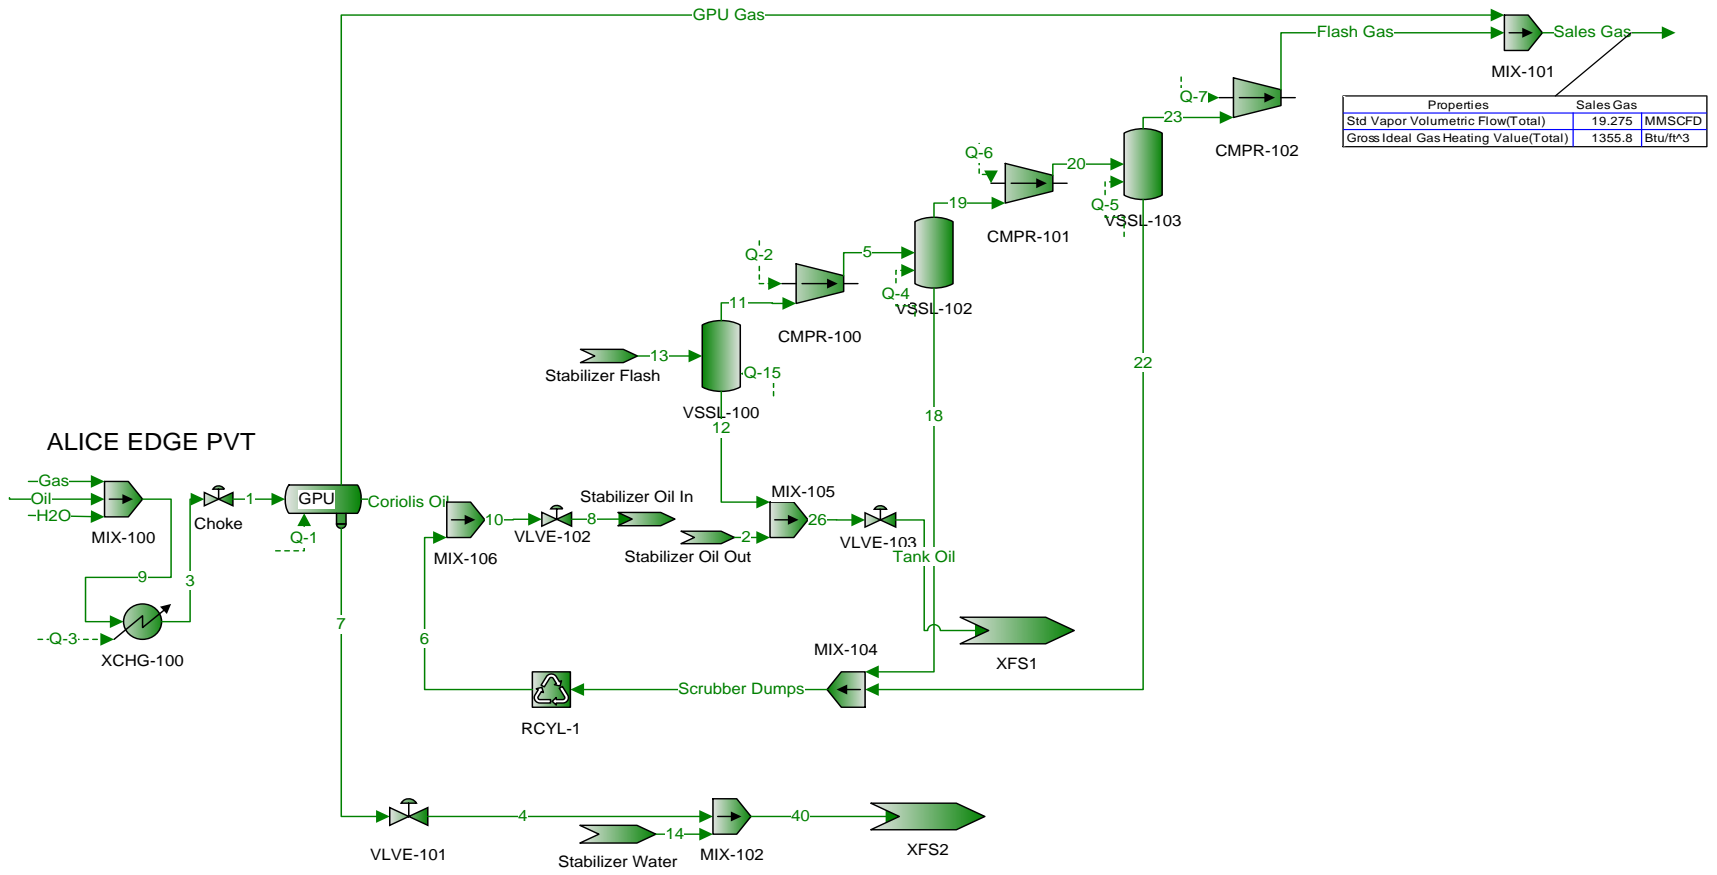 GPU Gas
Flash Gas
Sales Gas
MIX-101
Properties Sales Gas
Std Vapor Volumetric Flow(Total) 19.275 MMSCFD
Gross Ideal Gas Heating Value(Total) 1355.8 Btu/ft^3
Q-7
23
CMPR-102
Q-6
20
Q-5
VSSL-103
19
CMPR-101
Q-2
5
Q-4
VSSL-102
11
CMPR-100
13
Stabilizer Flash
Q-15
VSSL-100
12
22
18
ALICE EDGE PVT
Gas
Oil
H2O
MIX-100
1
Choke
GPU
Coriolis Oil
Q-1
9
3
Q-3
XCHG-100
10
MIX-106
VLVE-102
8
Stabilizer Oil In
2
Stabilizer Oil Out
MIX-105
26
VLVE-103
Tank Oil
7
6
XFS1
MIX-104
Scrubber Dumps
RCYL-1
4
VLVE-101
14
Stabilizer Water
MIX-102
40
XFS2